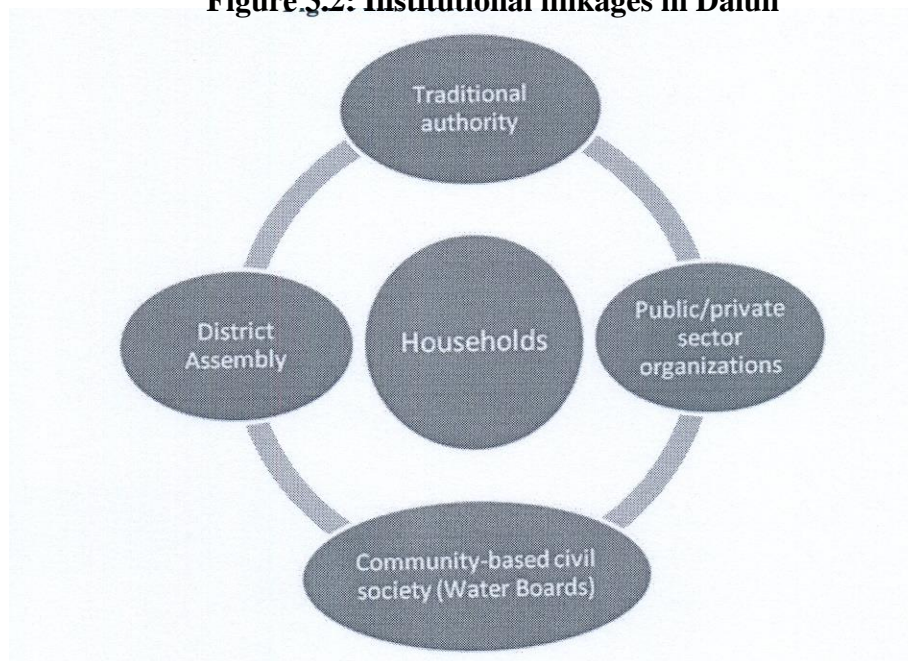 Figure 5.2: Institutional linkages in Dalun
Traditional
authority
District
Assembly
Households
Public/private
sector
organizations
Community-based civil
society (Water Boards)